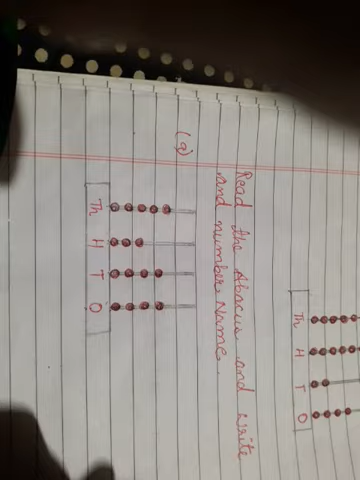 Th H T O
Read the Abacus and write
and number Name.
(a)
Th H T O